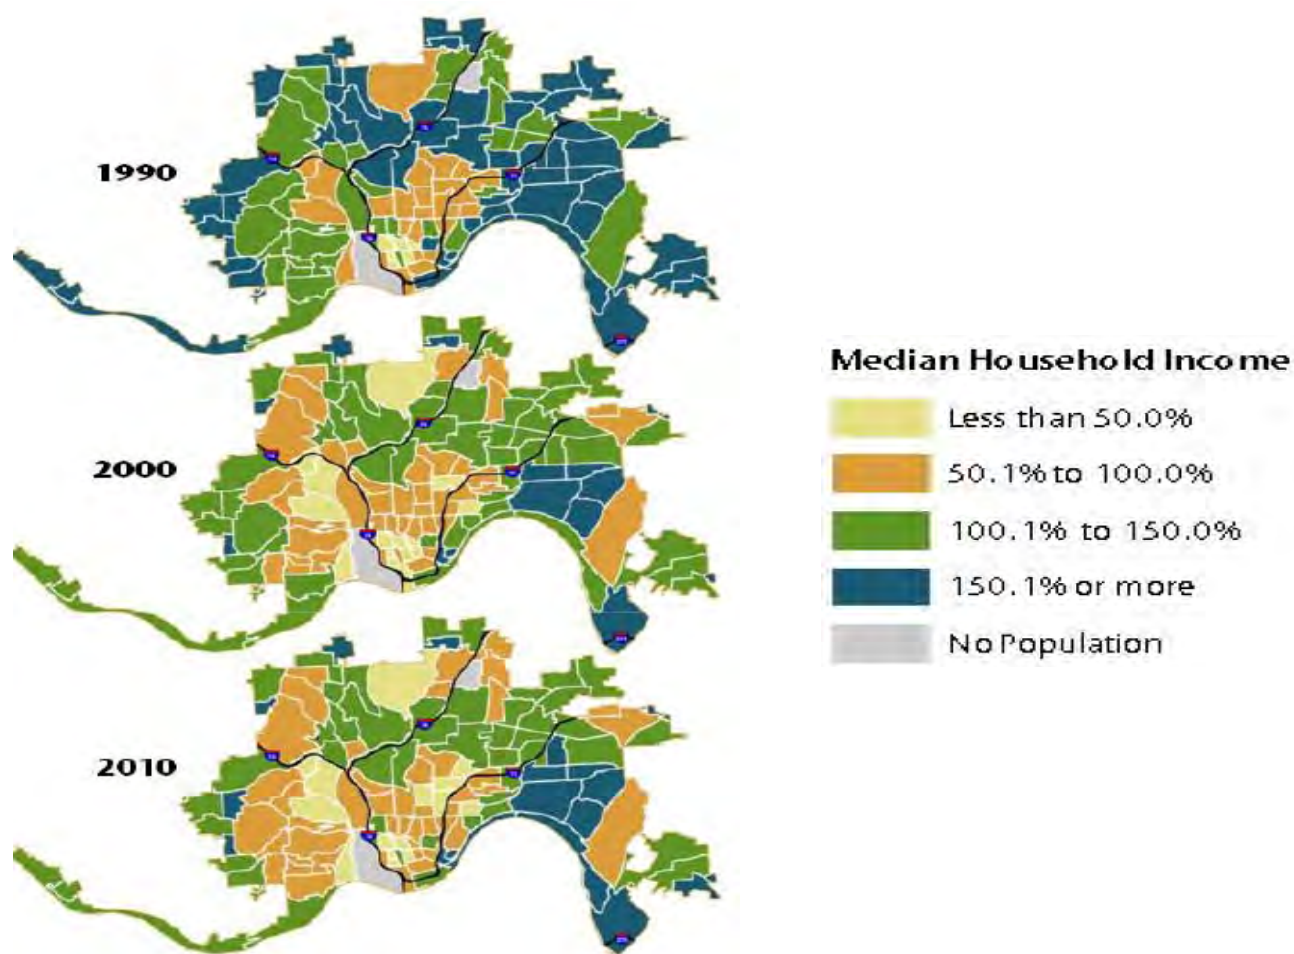 1990
2000
2010
Median Household Income
Less than 50.0%
50.1% to 100.0%
100.1% to 150.0%
150.1% or more
No Population